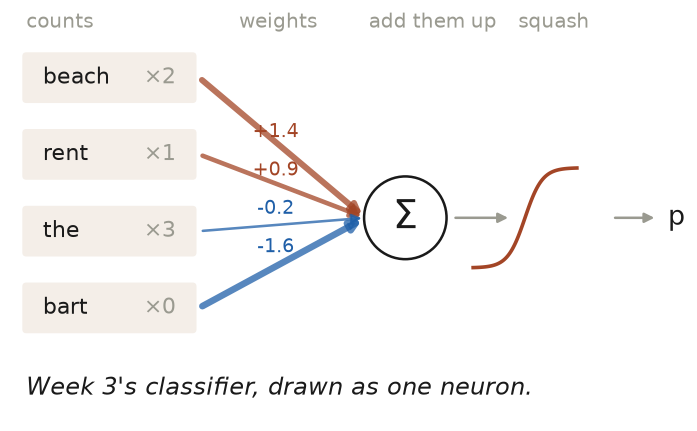 counts weights add them up squash
beach ×2
+1.4
rent ×1
+0.9
the ×3
-0.2
Σ
p
-1.6
bart ×0
Week 3's classifier, drawn as one neuron.